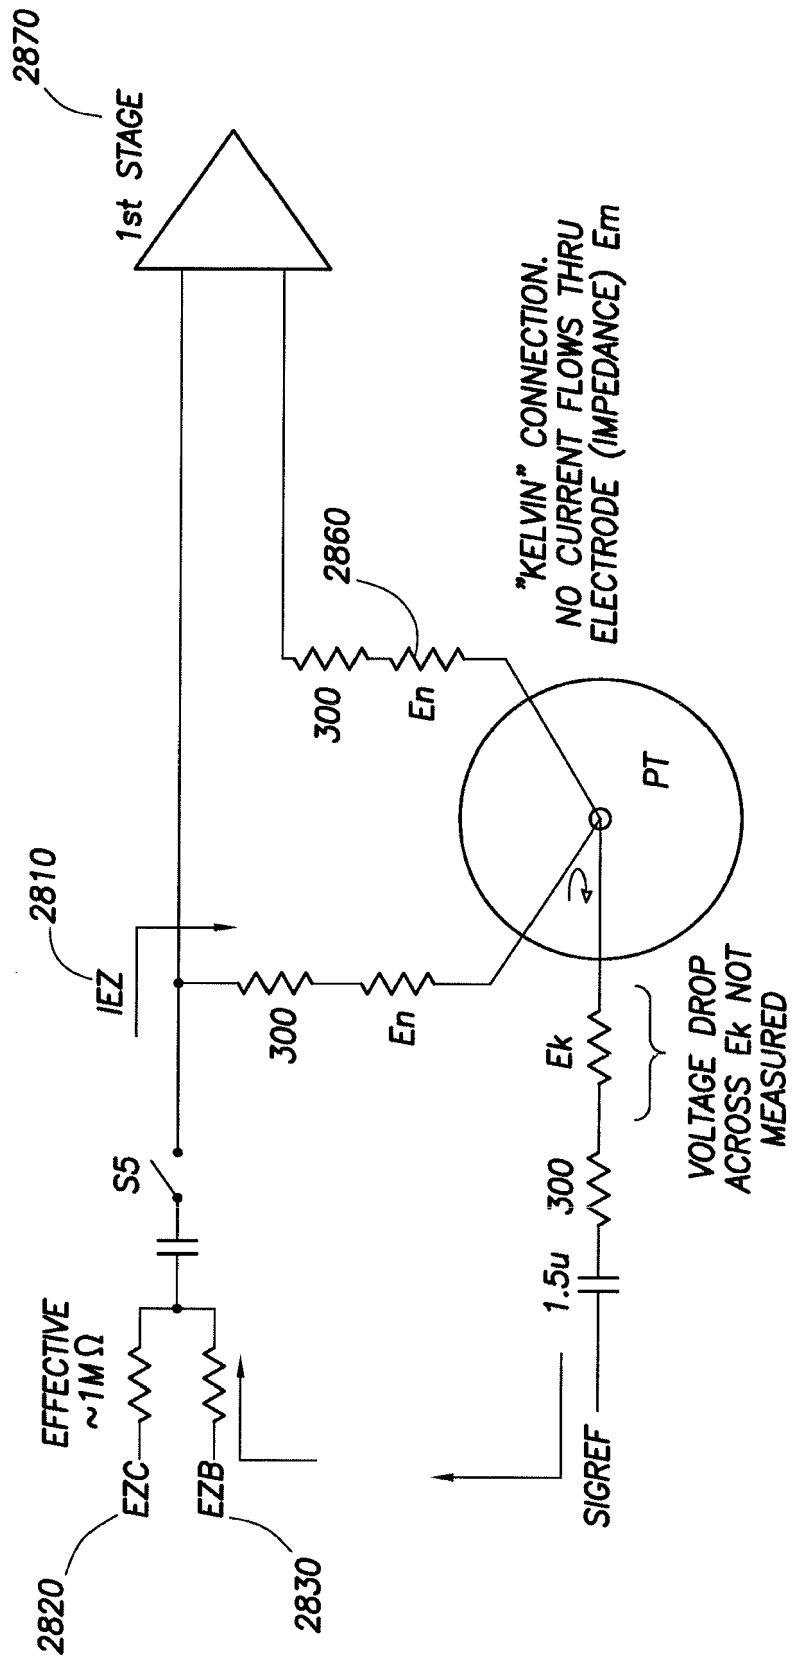 2870
1st STAGE
2810
IEZ
S5
EFFECTIVE
~1MΩ
EZC
2820
EZB
2830
300
En
300
En
2860
"KELVIN" CONNECTION.
NO CURRENT FLOWS THRU
ELECTRODE (IMPEDANCE) Em
PT
SIGREF
1.5u
300
Ek
VOLTAGE DROP
ACROSS Ek NOT
MEASURED